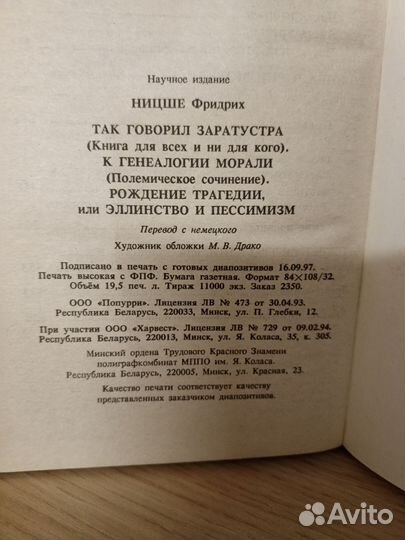 Научное издание
НИЦШЕ Фридрих
ТАК ГОВОРИЛ ЗАРАТУСТРА
(Книга для всех и ни для кого).
К ГЕНЕАЛОГИИ МОРАЛИ
(Полемическое сочинение).
РОЖДЕНИЕ ТРАГЕДИИ,
или ЭЛЛИНСТВО И ПЕССИМИЗМ
Перевод с немецкого
Художник обложки М. В. Драко
Подписано в печать с готовых диапозитивов 16.09.97.
Печать высокая с ФПФ. Бумага газетная. Формат 84×108/32.
Объём 19,5 печ. л. Тираж 11000 экз. Заказ 2350.
ООО «Попурри». Лицензия ЛВ № 473 от 30.04.93.
Республика Беларусь, 220033, Минск, ул. П. Глебки, 12.
При участии ООО «Харвест». Лицензия ЛВ № 729 от 09.02.94.
Республика Беларусь, 220013, Минск, ул. Я. Коласа, 35, к. 305.
Минский ордена Трудового Красного Знамени
полиграфкомбинат МППО им. Я. Коласа.
Республика Беларусь, 220005, Минск, ул. Красная, 23.
Качество печати соответствует качеству
представленных заказчиком диапозитивов.
Avito